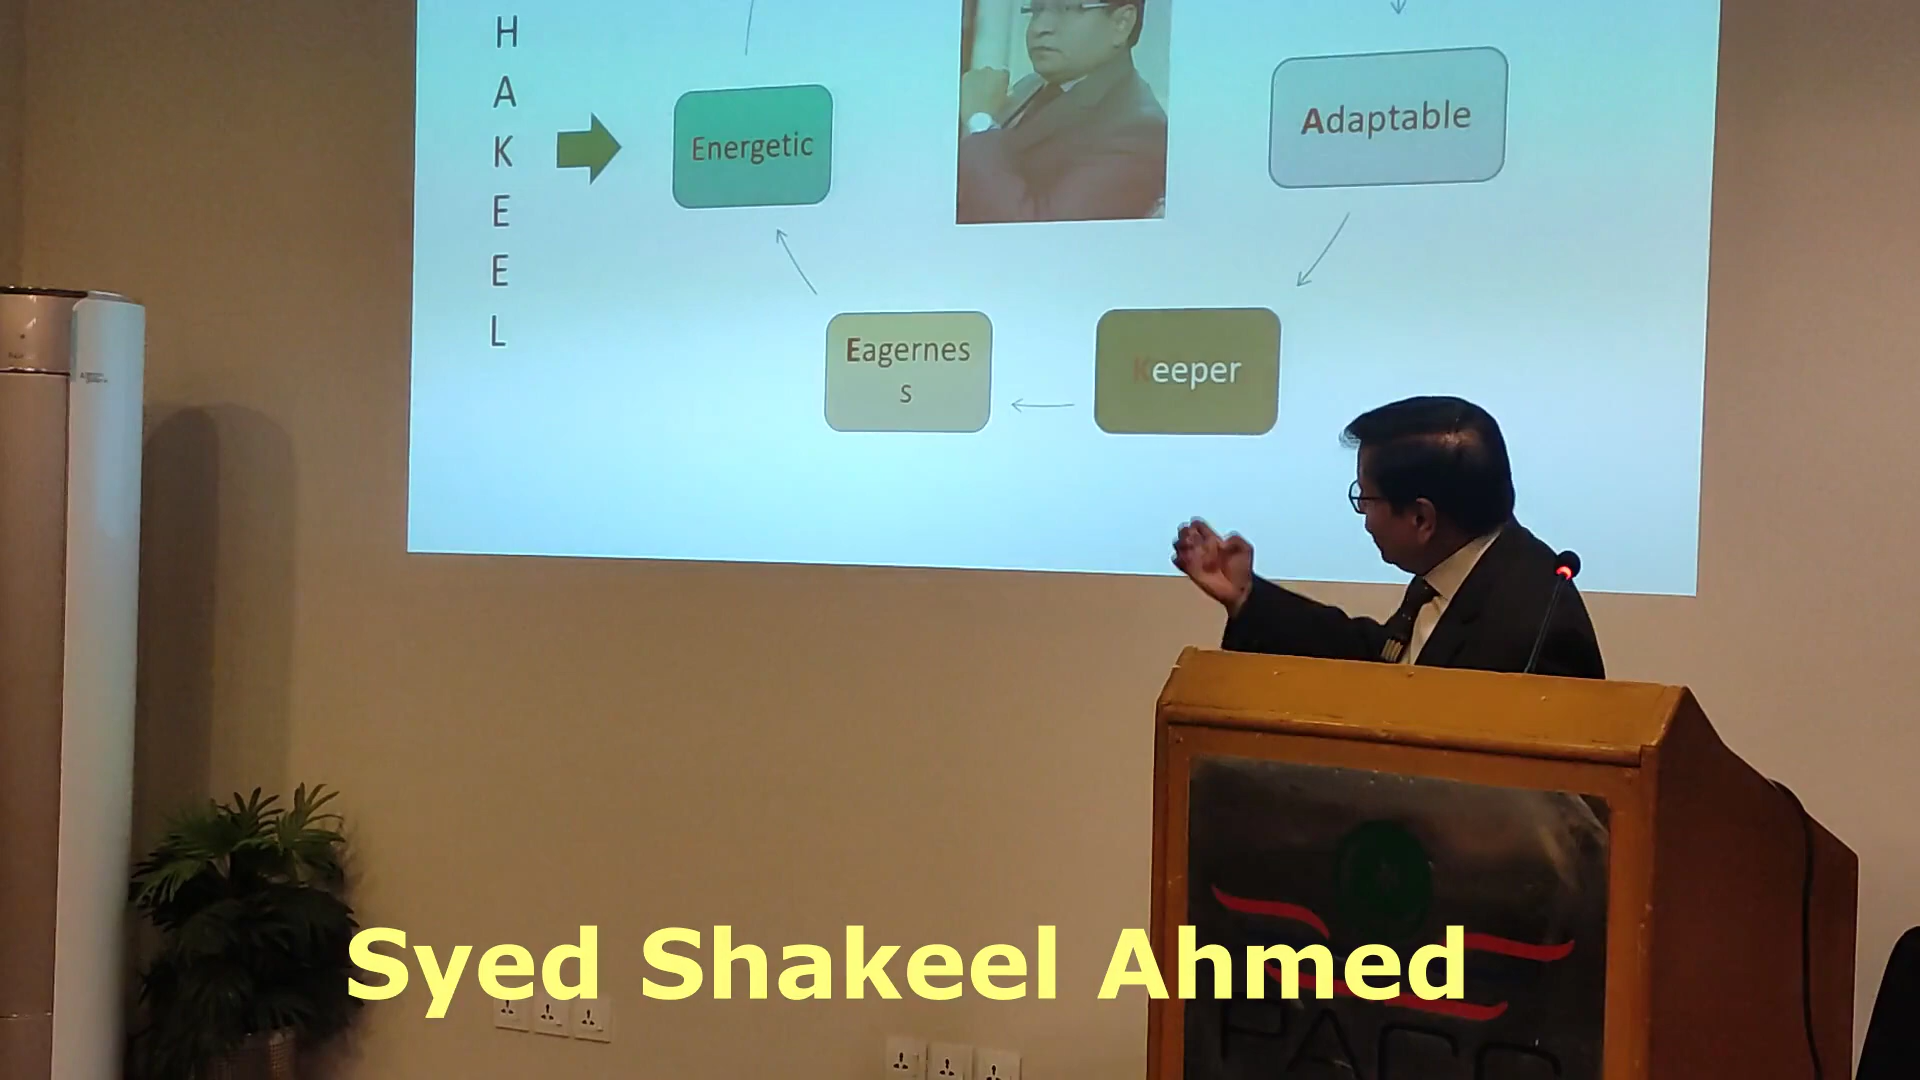 H
A
K
E
E
L
Energetic
Adaptable
Eagernes
s
Keeper
Syed Shakeel Ahmed